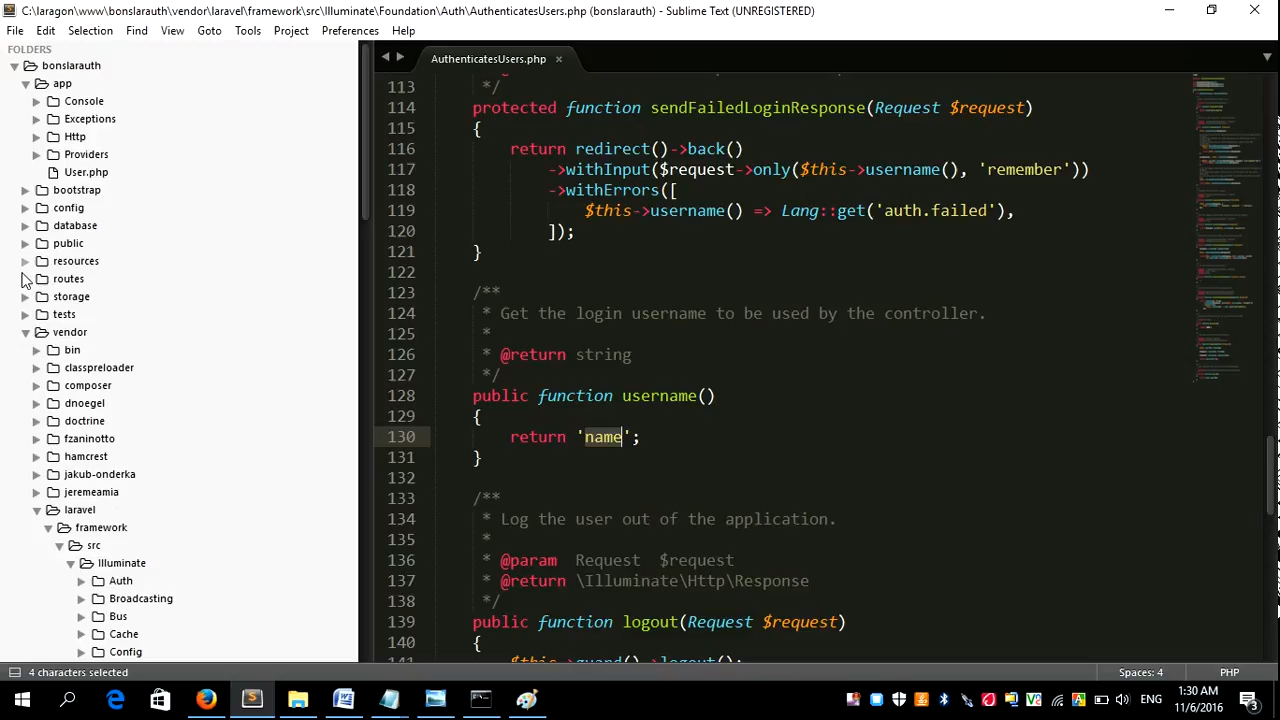 C:\laragon\www\bonslarauth\vendor\laravel\framework\src\Illuminate\Foundation\Auth\AuthenticatesUsers.php (bonslarauth) - Sublime Text (UNREGISTERED)
File Edit Selection Find View Goto Tools Project Preferences Help
FOLDERS
bonslarauth
app
Console
Exceptions
Http
Providers
User.php
bootstrap
config
database
public
resources
routes
storage
tests
vendor
bin
classpreloader
composer
dnoegel
doctrine
fzaninotto
hamcrest
jakub-onderka
jeremeamia
laravel
framework
src
Illuminate
Auth
Broadcasting
Bus
Cache
Config
AuthenticatesUsers.php ×
113 */
114 protected function sendFailedLoginResponse(Request $request)
115 {
116 return redirect()->back()
117 ->withInput($request->only($this->username(), 'remember'))
118 ->withErrors([
119 $this->username() => Lang::get('auth.failed'),
120 ]);
121 }
122
123 /**
124 * Get the login username to be used by the controller.
125 *
126 * @return string
127 */
128 public function username()
129 {
130 return 'name';
131 }
132
133 /**
134 * Log the user out of the application.
135 *
136 * @param Request $request
137 * @return \Illuminate\Http\Response
138 */
139 public function logout(Request $request)
140 {
141 $this->guard()->logout();
4 characters selected Spaces: 4 PHP
ENG :30 AM
11/6/2016